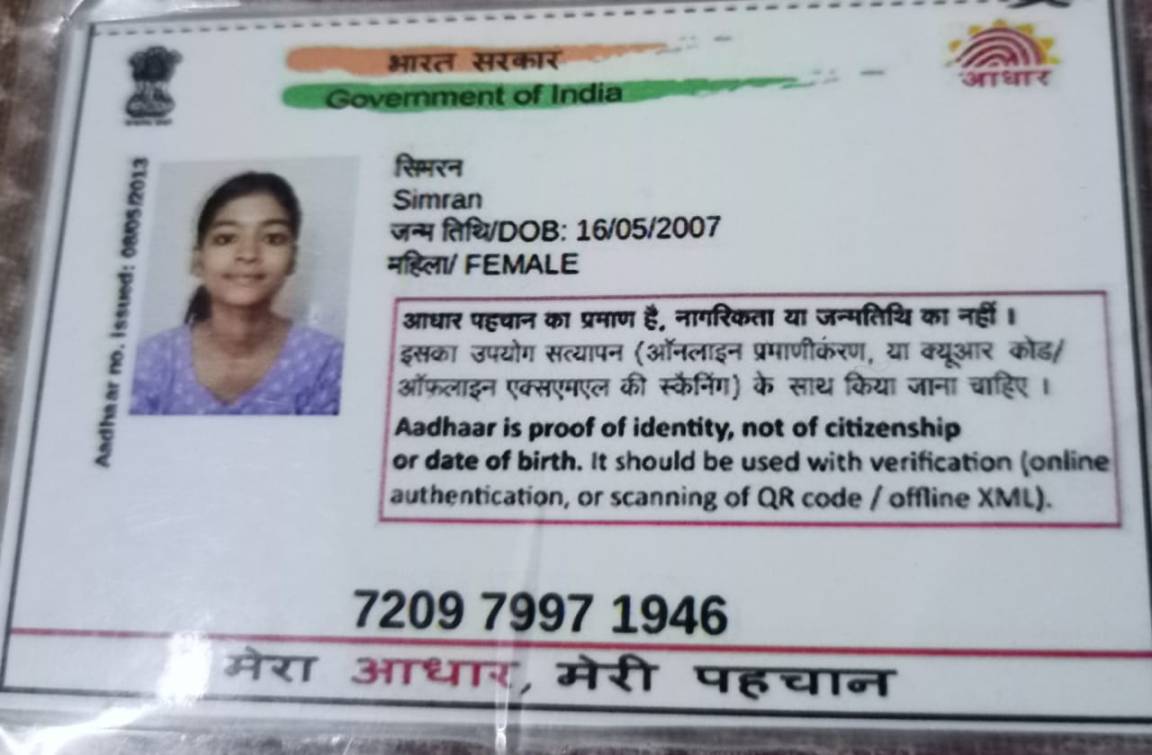 भारत सरकार
Government of India
आधार
Aadhaar no. issued: 08/05/2013
सिमरन
Simran
जन्म तिथि/DOB: 16/05/2007
महिला/ FEMALE
आधार पहचान का प्रमाण है, नागरिकता या जन्मतिथि का नहीं ।
इसका उपयोग सत्यापन (ऑनलाइन प्रमाणीकरण, या क्यूआर कोड/
ऑफ़लाइन एक्सएमएल की स्कैनिंग) के साथ किया जाना चाहिए ।
Aadhaar is proof of identity, not of citizenship
or date of birth. It should be used with verification (online
authentication, or scanning of QR code / offline XML).
7209 7997 1946
मेरा आधार, मेरी पहचान